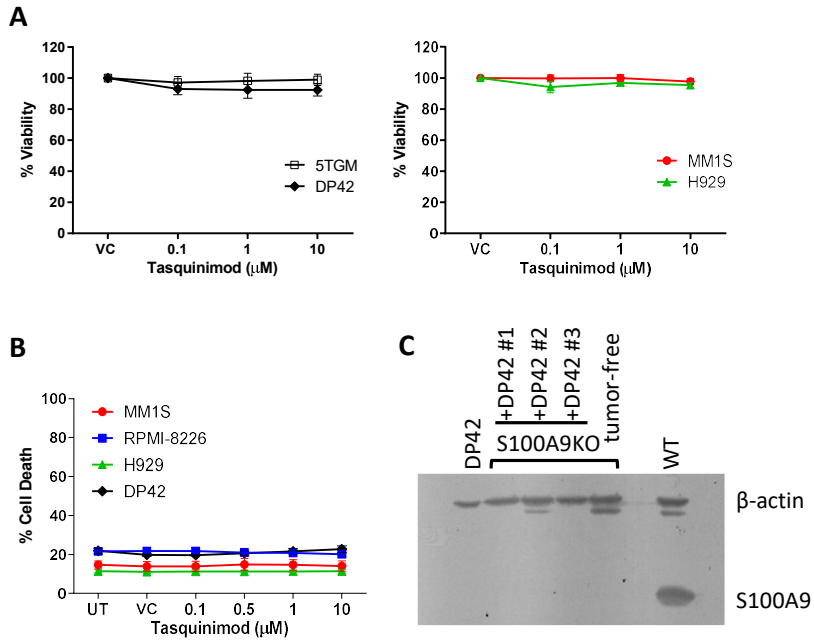 A
120
100
80
60
40
20
0
% Viability
5TGM
DP42
VC 0.1 1 10
Tasquinimod (μM)
120
100
80
60
40
20
0
% Viability
MM1S
H929
VC 0.1 1 10
Tasquinimod (μM)
B
100
80
60
40
20
0
% Cell Death
MM1S
RPMI-8226
H929
DP42
UT VC 0.1 0.5 1 10
Tasquinimod (μM)
C
DP42
+DP42 #1
+DP42 #2
+DP42 #3
tumor-free
S100A9KO
WT
β-actin
S100A9